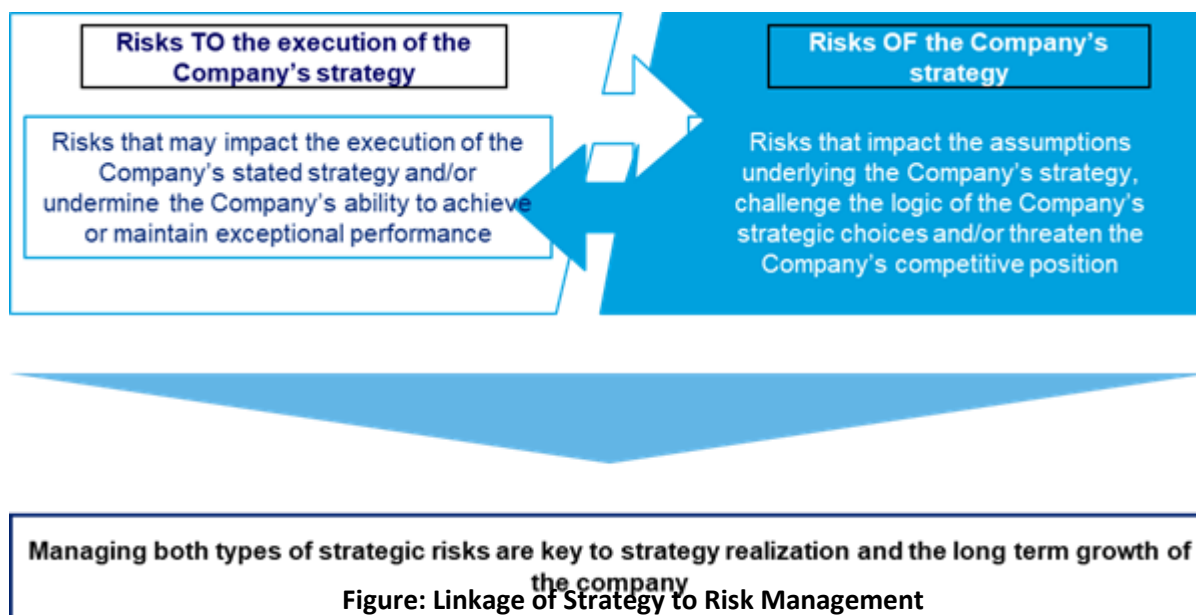 Risks TO the execution of the
Company's strategy
Risks that may impact the execution of the
Company's stated strategy and/or
undermine the Company's ability to achieve
or maintain exceptional performance
Risks OF the Company's
strategy
Risks that impact the assumptions
underlying the Company's strategy,
challenge the logic of the Company's
strategic choices and/or threaten the
Company's competitive position
Managing both types of strategic risks are key to strategy realization and the long term growth of
the company
Figure: Linkage of Strategy to Risk Management